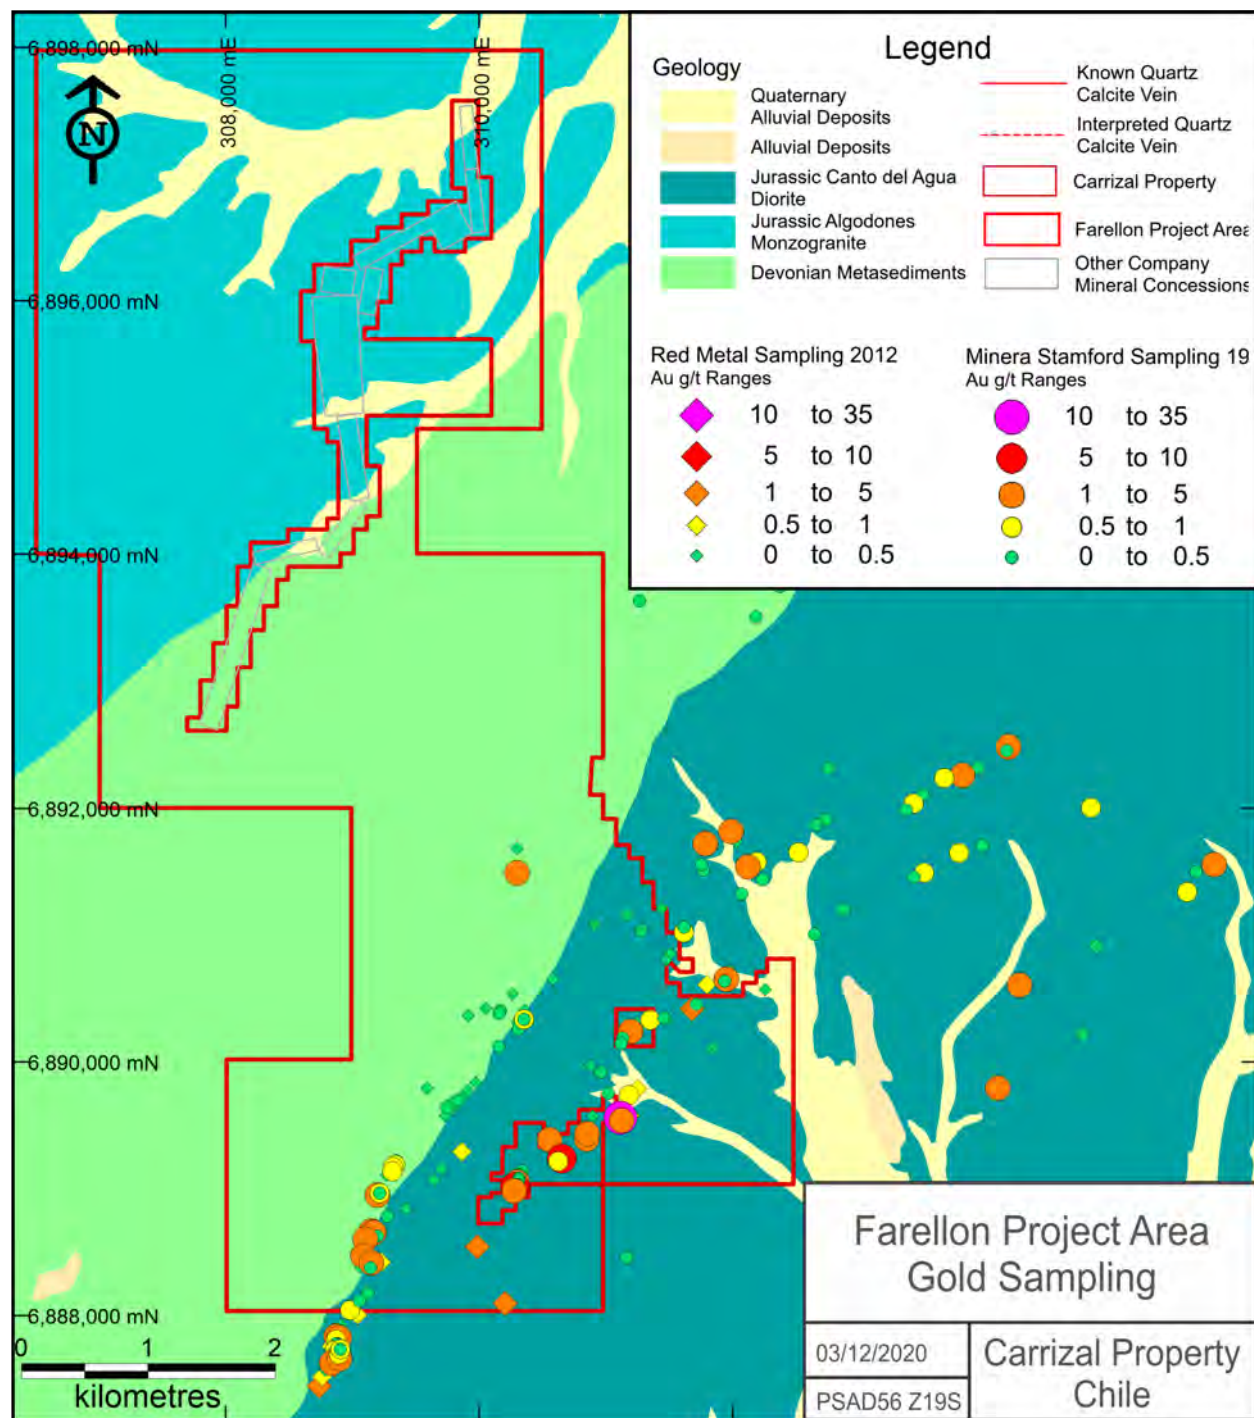 6,898,000 mN
308,000 mE
310,000 mE
N
6,896,000 mN
6,894,000 mN
6,892,000 mN
6,890,000 mN
6,888,000 mN
Legend
Geology
Quaternary
Alluvial Deposits
Alluvial Deposits
Jurassic Canto del Agua
Diorite
Jurassic Algodones
Monzogranite
Devonian Metasediments
Known Quartz
Calcite Vein
Interpreted Quartz
Calcite Vein
Carrizal Property
Farellon Project Area
Other Company
Mineral Concessions
Red Metal Sampling 2012
Au g/t Ranges
10 to 35
5 to 10
1 to 5
0.5 to 1
0 to 0.5
Minera Stamford Sampling 19
Au g/t Ranges
10 to 35
5 to 10
1 to 5
0.5 to 1
0 to 0.5
0 1 2
kilometres
Farellon Project Area
Gold Sampling
03/12/2020
PSAD56 Z19S
Carrizal Property
Chile